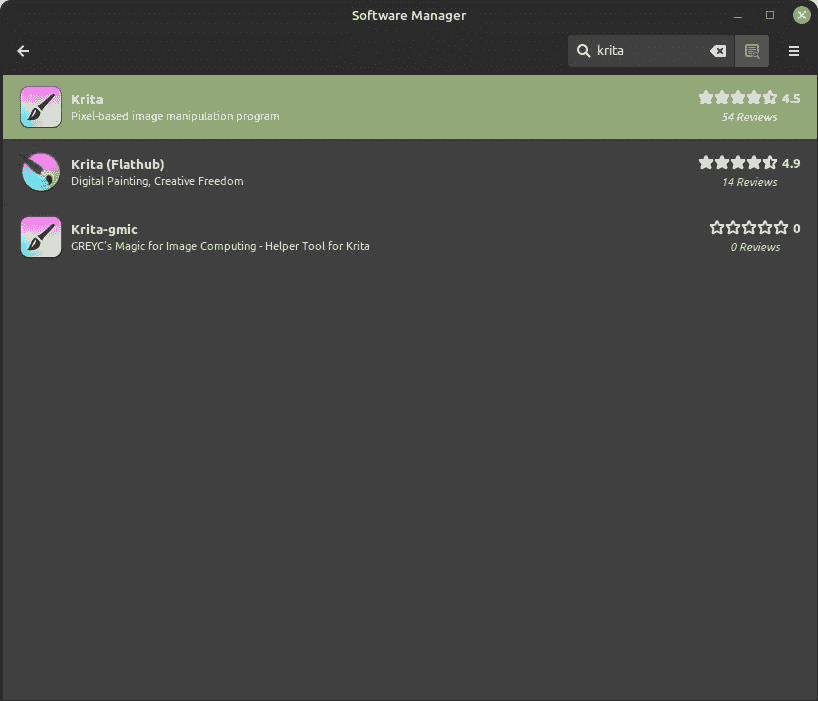 Software Manager
krita
Krita
Pixel-based image manipulation program
4.5
54 Reviews
Krita (Flathub)
Digital Painting, Creative Freedom
4.9
14 Reviews
Krita-gmic
GREYC's Magic for Image Computing - Helper Tool for Krita
0
0 Reviews